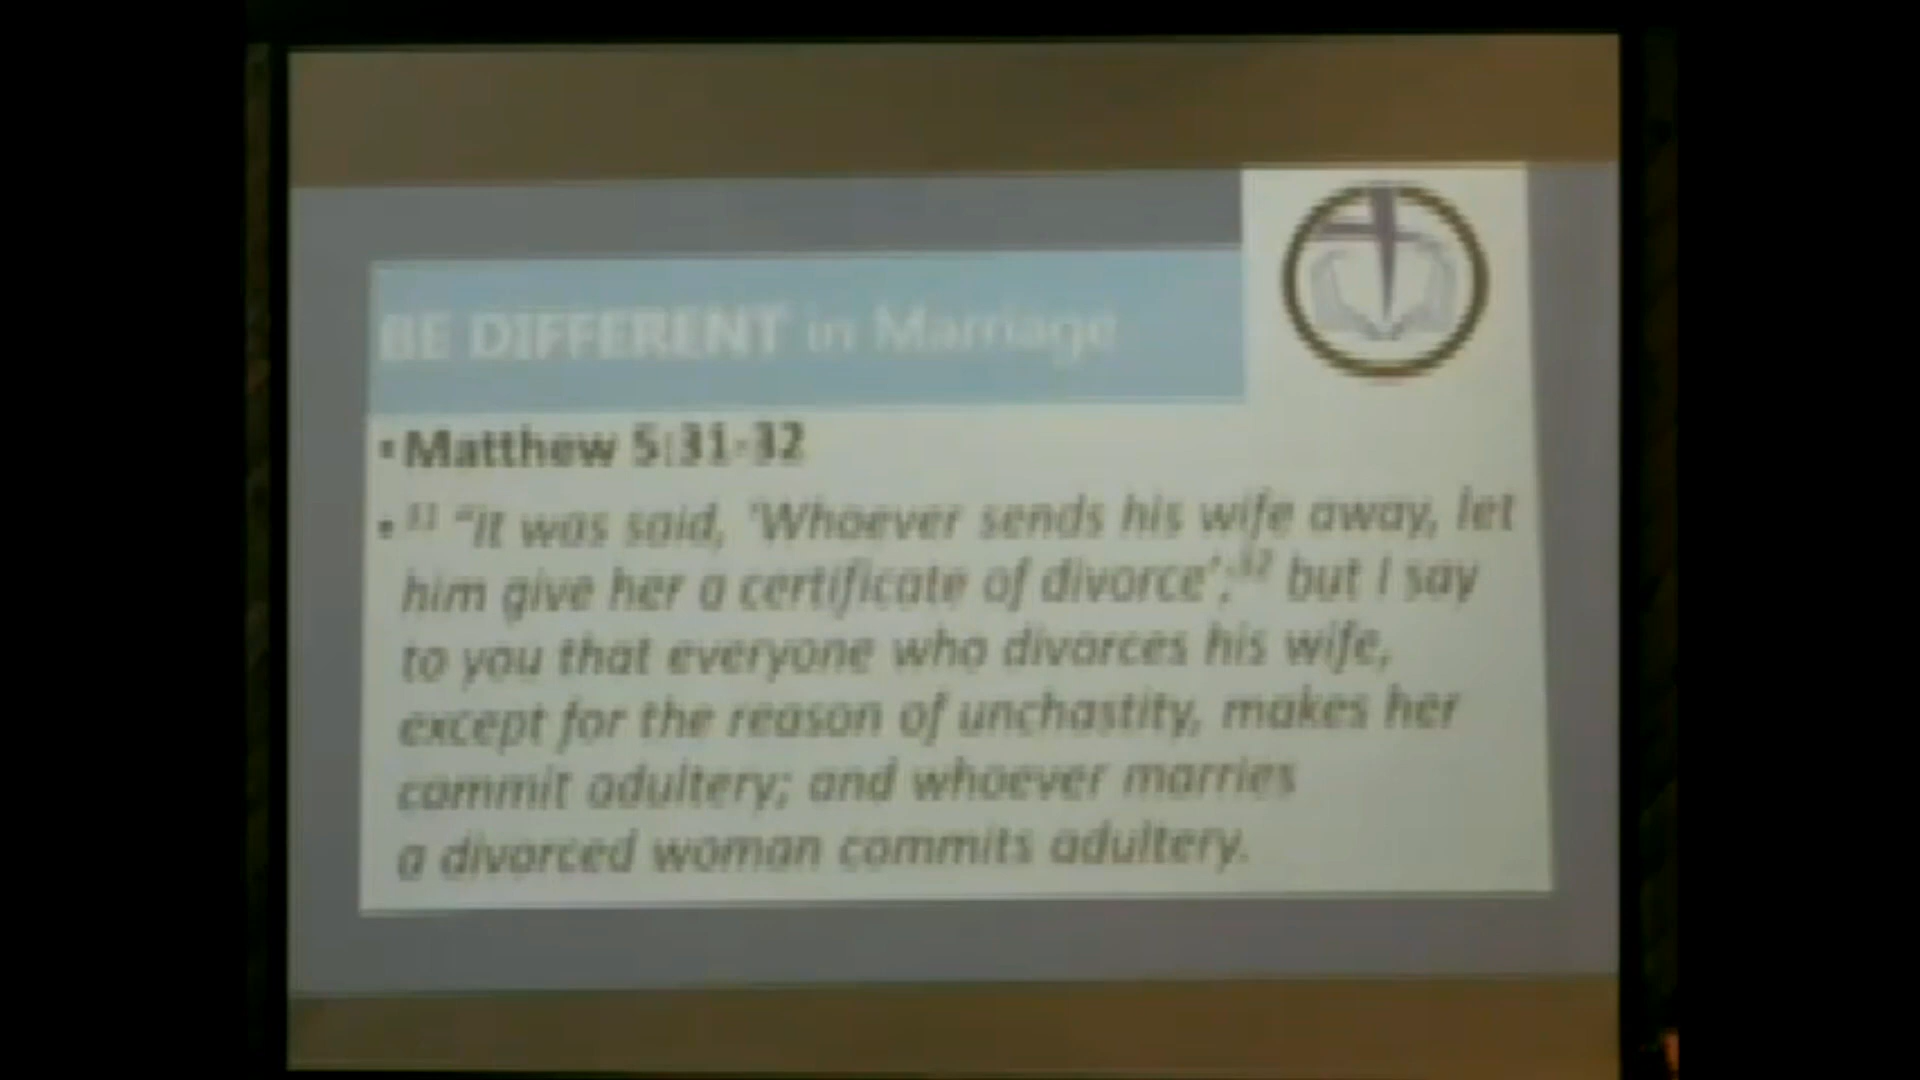 BE DIFFERENT in Marriage
•Matthew 5:31-32
• 31 “It was said, ‘Whoever sends his wife away, let
him give her a certificate of divorce’; 32 but I say
to you that everyone who divorces his wife,
except for the reason of unchastity, makes her
commit adultery; and whoever marries
a divorced woman commits adultery.